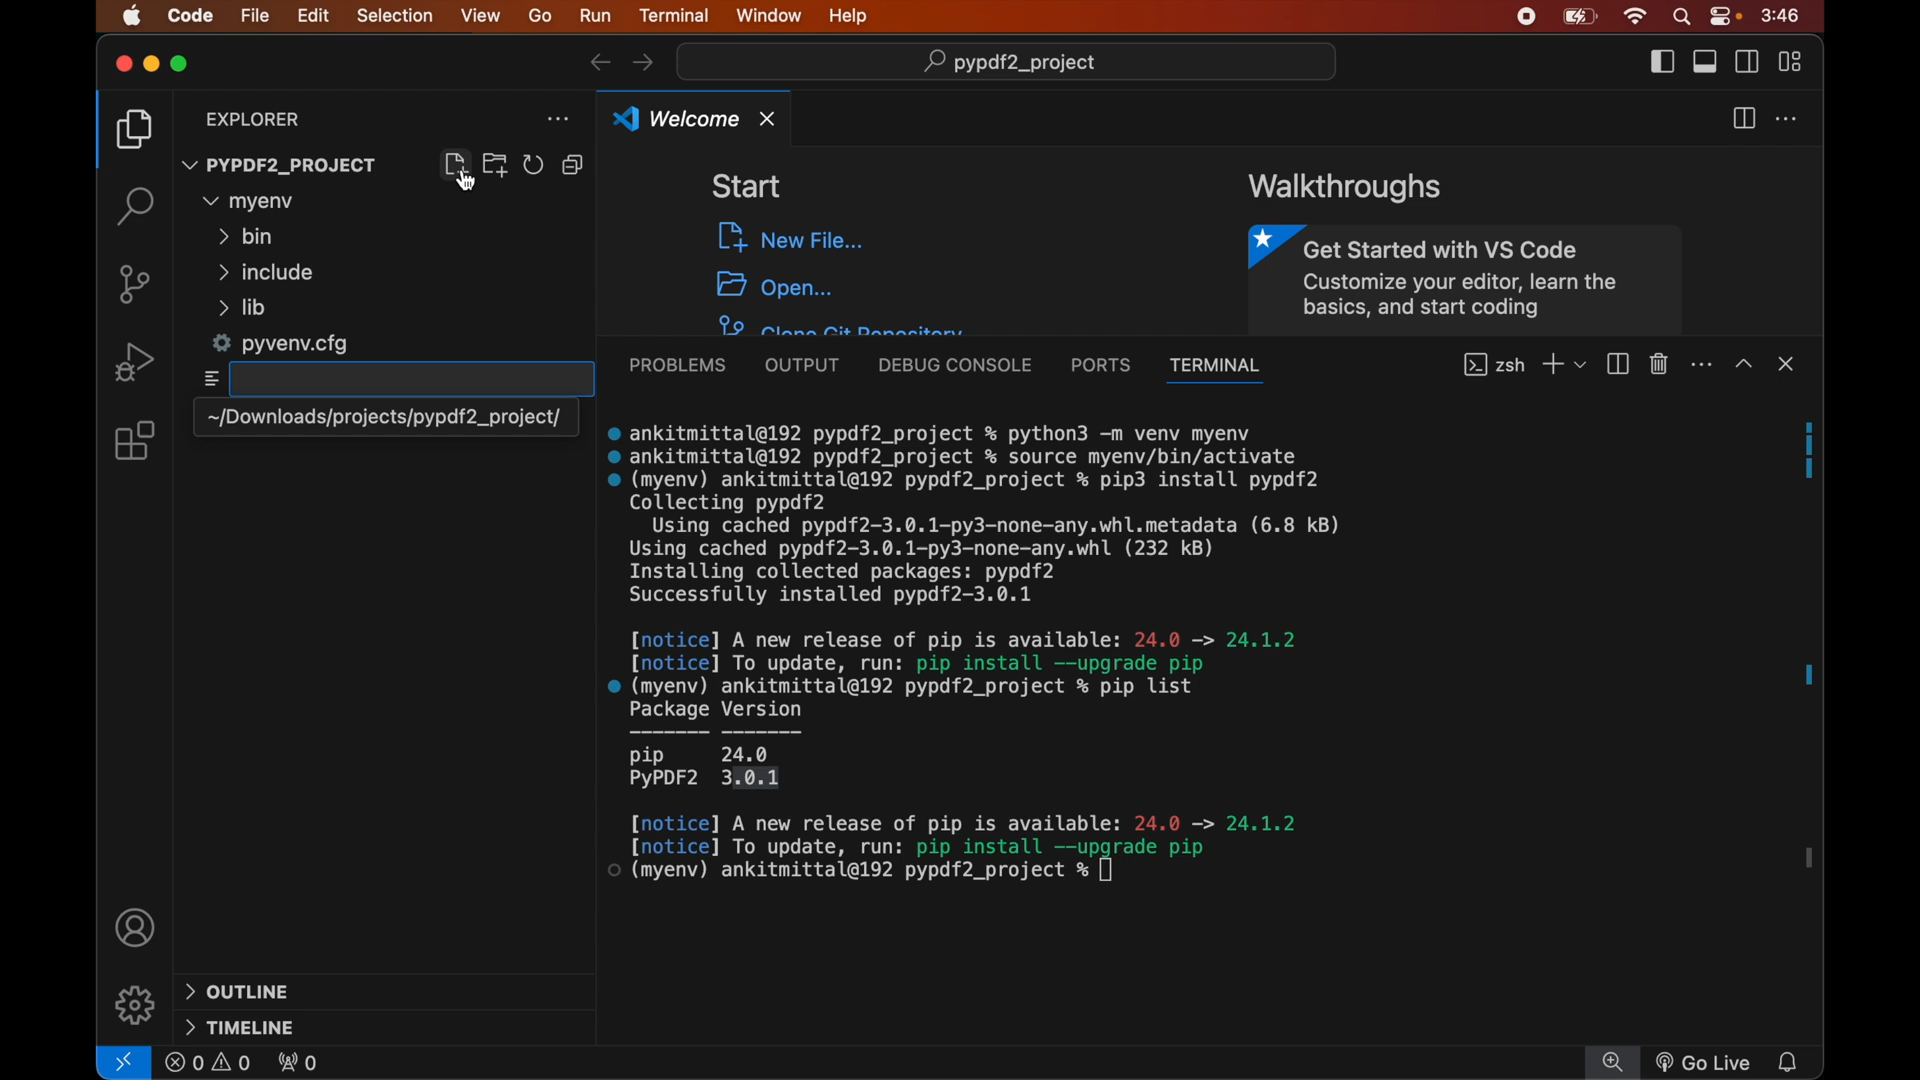 Code File Edit Selection View Go Run Terminal Window Help 3:46
pypdf2_project
EXPLORER
PYPDF2_PROJECT
myenv
bin
include
lib
pyvenv.cfg
~/Downloads/projects/pypdf2_project/
OUTLINE
TIMELINE
Welcome
Start
New File...
Open...
Clone Git Repository...
Walkthroughs
Get Started with VS Code
Customize your editor, learn the
basics, and start coding
PROBLEMS OUTPUT DEBUG CONSOLE PORTS TERMINAL zsh
ankitmittal@192 pypdf2_project % python3 -m venv myenv
ankitmittal@192 pypdf2_project % source myenv/bin/activate
(myenv) ankitmittal@192 pypdf2_project % pip3 install pypdf2
Collecting pypdf2
Using cached pypdf2-3.0.1-py3-none-any.whl.metadata (6.8 kB)
Using cached pypdf2-3.0.1-py3-none-any.whl (232 kB)
Installing collected packages: pypdf2
Successfully installed pypdf2-3.0.1
[notice] A new release of pip is available: 24.0 -> 24.1.2
[notice] To update, run: pip install --upgrade pip
(myenv) ankitmittal@192 pypdf2_project % pip list
Package Version
------- -------
pip 24.0
PyPDF2 3.0.1
[notice] A new release of pip is available: 24.0 -> 24.1.2
[notice] To update, run: pip install --upgrade pip
(myenv) ankitmittal@192 pypdf2_project %
0 0 0 Go Live